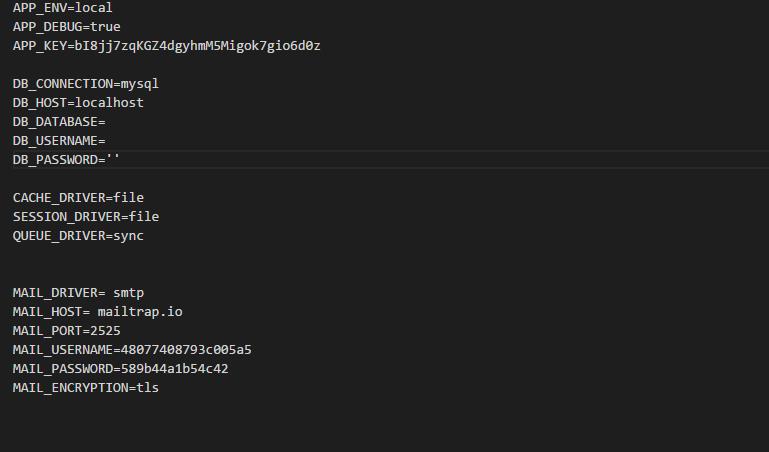 APP_ENV=local
APP_DEBUG=true
APP_KEY=bI8jj7zqKGZ4dgyhmM5Migok7gio6d0z
DB_CONNECTION=mysql
DB_HOST=localhost
DB_DATABASE=
DB_USERNAME=
DB_PASSWORD=''
CACHE_DRIVER=file
SESSION_DRIVER=file
QUEUE_DRIVER=sync
MAIL_DRIVER= smtp
MAIL_HOST= mailtrap.io
MAIL_PORT=2525
MAIL_USERNAME=48077408793c005a5
MAIL_PASSWORD=589b44a1b54c42
MAIL_ENCRYPTION=tls